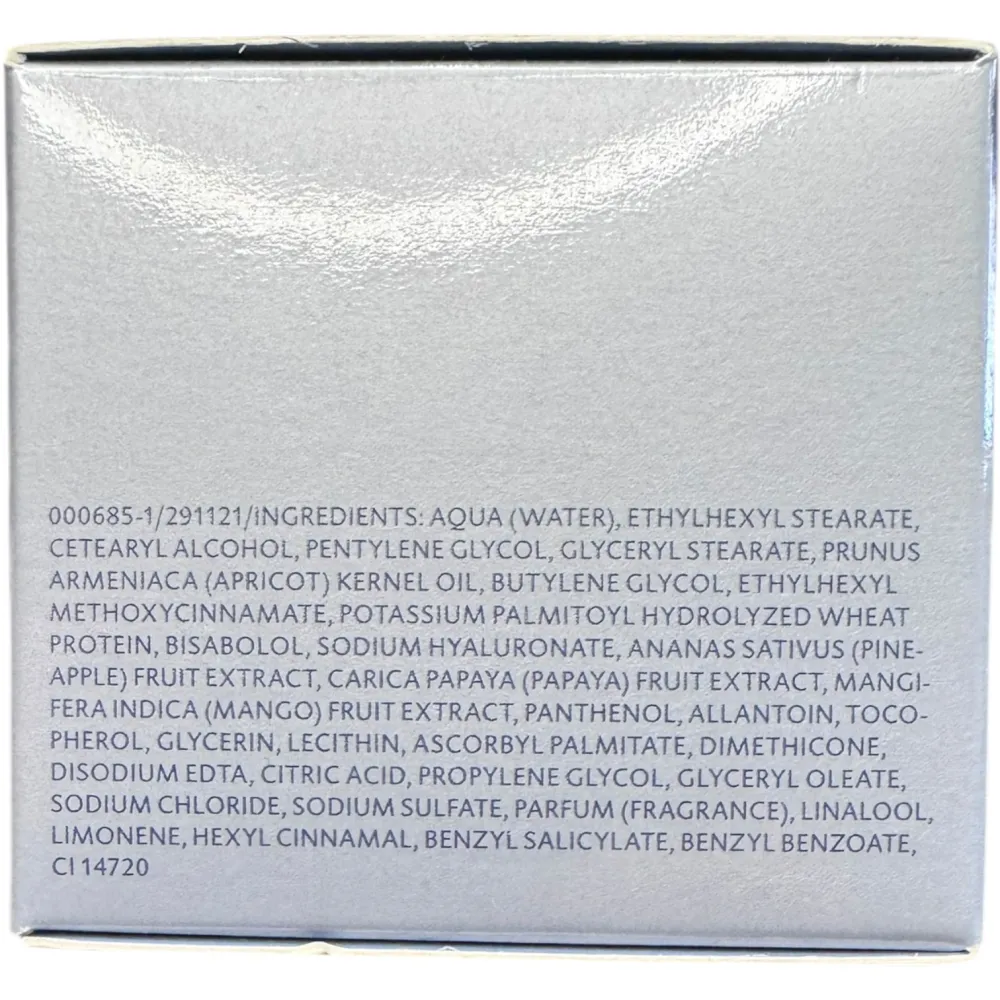 000685-1/291121/INGREDIENTS: AQUA (WATER), ETHYLHEXYL STEARATE,
CETEARYL ALCOHOL, PENTYLENE GLYCOL, GLYCERYL STEARATE, PRUNUS
ARMENIACA (APRICOT) KERNEL OIL, BUTYLENE GLYCOL, ETHYLHEXYL
METHOXYCINNAMATE, POTASSIUM PALMITOYL HYDROLYZED WHEAT
PROTEIN, BISABOLOL, SODIUM HYALURONATE, ANANAS SATIVUS (PINE-
APPLE) FRUIT EXTRACT, CARICA PAPAYA (PAPAYA) FRUIT EXTRACT, MANGI-
FERA INDICA (MANGO) FRUIT EXTRACT, PANTHENOL, ALLANTOIN, TOCO-
PHEROL, GLYCERIN, LECITHIN, ASCORBYL PALMITATE, DIMETHICONE,
DISODIUM EDTA, CITRIC ACID, PROPYLENE GLYCOL, GLYCERYL OLEATE,
SODIUM CHLORIDE, SODIUM SULFATE, PARFUM (FRAGRANCE), LINALOOL,
LIMONENE, HEXYL CINNAMAL, BENZYL SALICYLATE, BENZYL BENZOATE,
CI 14720